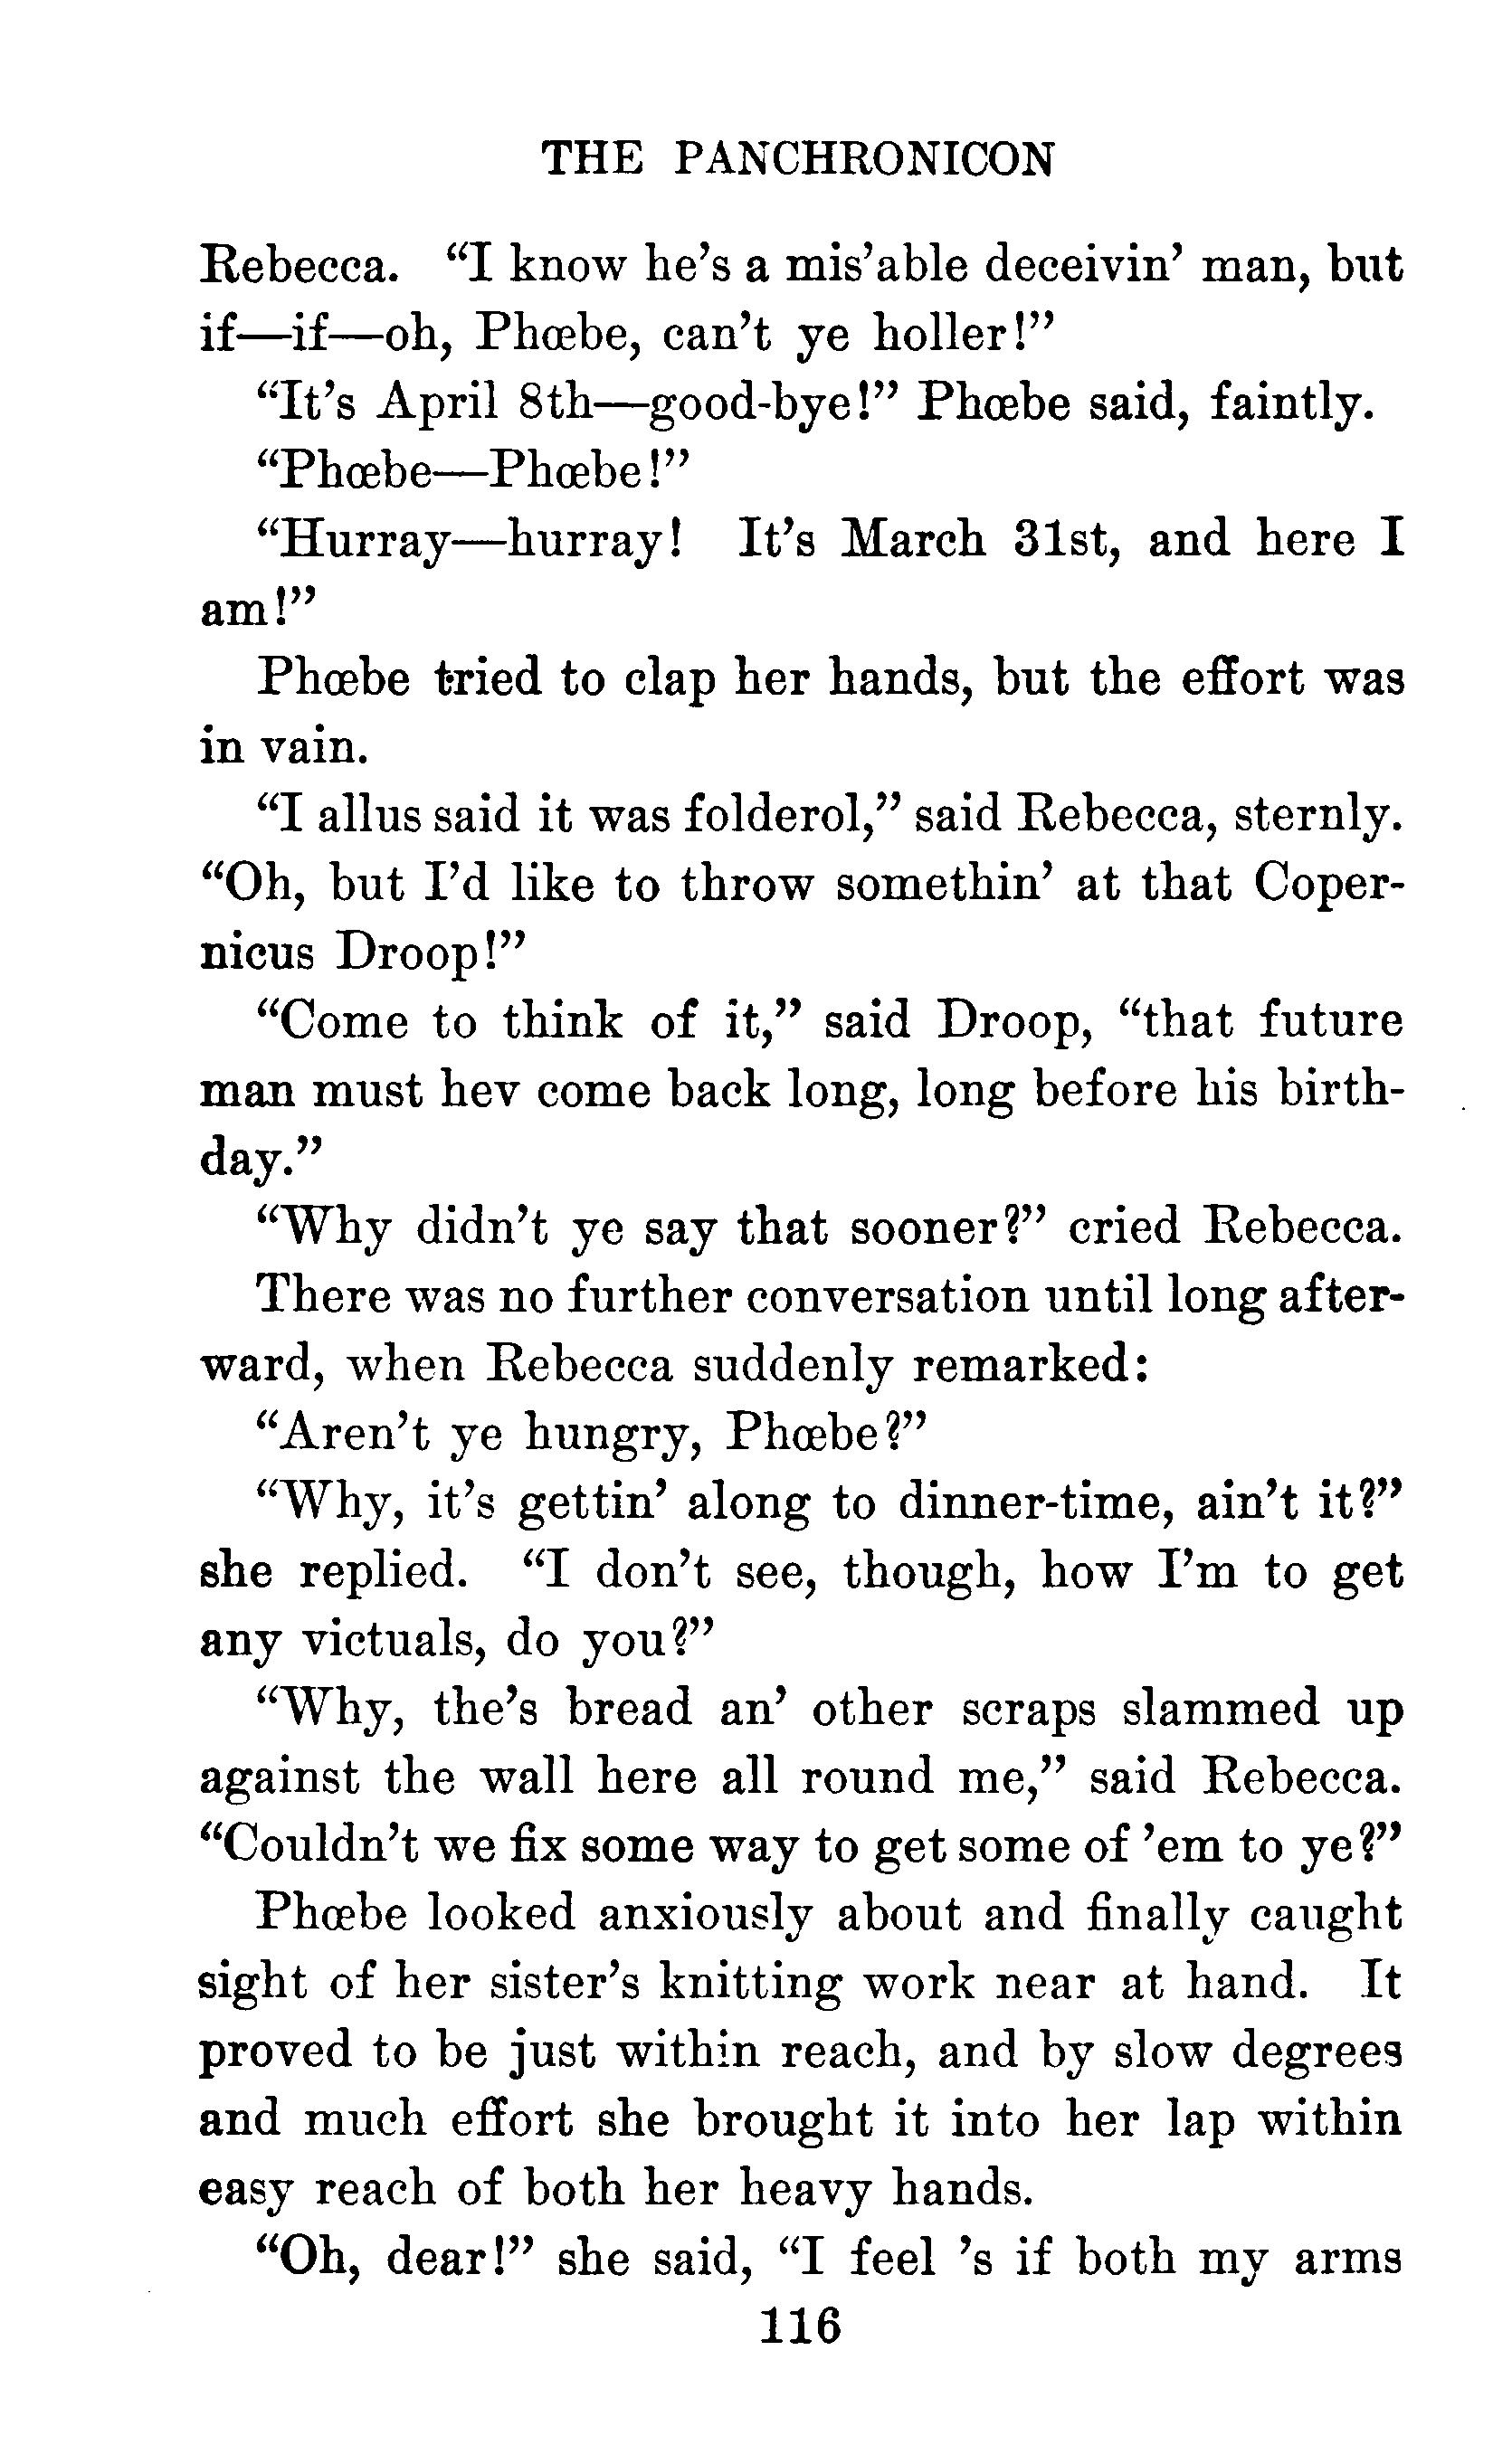 THE PANCHRONICON
Rebecca. “I know he’s a mis’able deceivin’ man, but
if—if—oh, Phœbe, can’t ye holler!”
“It’s April 8th—good-bye!” Phœbe said, faintly.
“Phœbe—Phœbe!”
“Hurray—hurray! It’s March 31st, and here I
am!”
Phœbe tried to clap her hands, but the effort was
in vain.
“I allus said it was folderol,” said Rebecca, sternly.
“Oh, but I’d like to throw somethin’ at that Coper-
nicus Droop!”
“Come to think of it,” said Droop, “that future
man must hev come back long, long before his birth-
day.”
“Why didn’t ye say that sooner?” cried Rebecca.
There was no further conversation until long after-
ward, when Rebecca suddenly remarked:
“Aren’t ye hungry, Phœbe?”
“Why, it’s gettin’ along to dinner-time, ain’t it?”
she replied. “I don’t see, though, how I’m to get
any victuals, do you?”
“Why, the’s bread an’ other scraps slammed up
against the wall here all round me,” said Rebecca.
“Couldn’t we fix some way to get some of ’em to ye?”
Phœbe looked anxiously about and finally caught
sight of her sister’s knitting work near at hand. It
proved to be just within reach, and by slow degrees
and much effort she brought it into her lap within
easy reach of both her heavy hands.
“Oh, dear!” she said, “I feel ’s if both my arms
116